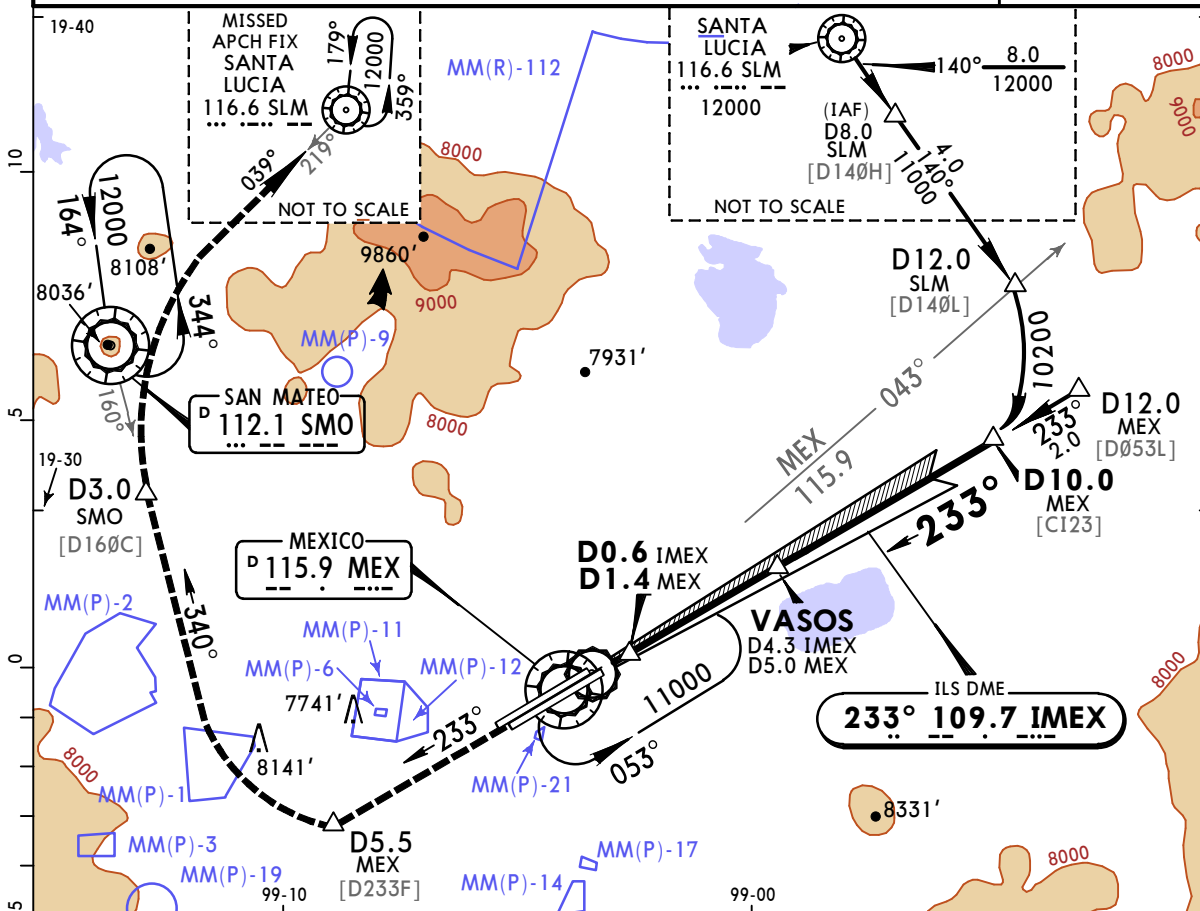 19-40
MISSED
APCH FIX
SANTA
LUCIA
116.6 SLM
179°
12000
359°
219°
039°
NOT TO SCALE
MM(R)-112
SANTA
LUCIA
116.6 SLM
12000
140°
8.0
12000
(IAF)
D8.0
SLM
[D140H]
4.0
140°
11000
NOT TO SCALE
8000
9000
10
8000
164°
12000
8108'
8036'
344°
9860'
9000
MM(P)-9
D12.0
SLM
[D140L]
10200
7931'
160°
SAN MATEO
D 112.1 SMO
8000
043°
MEX
115.9
233°
2.0
D12.0
MEX
[DØ53L]
5
19-30
D3.0
SMO
[D160C]
D10.0
MEX
[CI23]
233°
MEXICO
D 115.9 MEX
D0.6 IMEX
D1.4 MEX
VASOS
D4.3 IMEX
D5.0 MEX
MM(P)-2
340°
MM(P)-11
MM(P)-6
MM(P)-12
7741'
11000
053°
233°
ILS DME
233° 109.7 IMEX
0
8000
8000
8141'
MM(P)-1
MM(P)-21
MM(P)-3
D5.5
MEX
[D233F]
8331'
MM(P)-17
8000
MM(P)-19
MM(P)-14
99-10
99-00
5